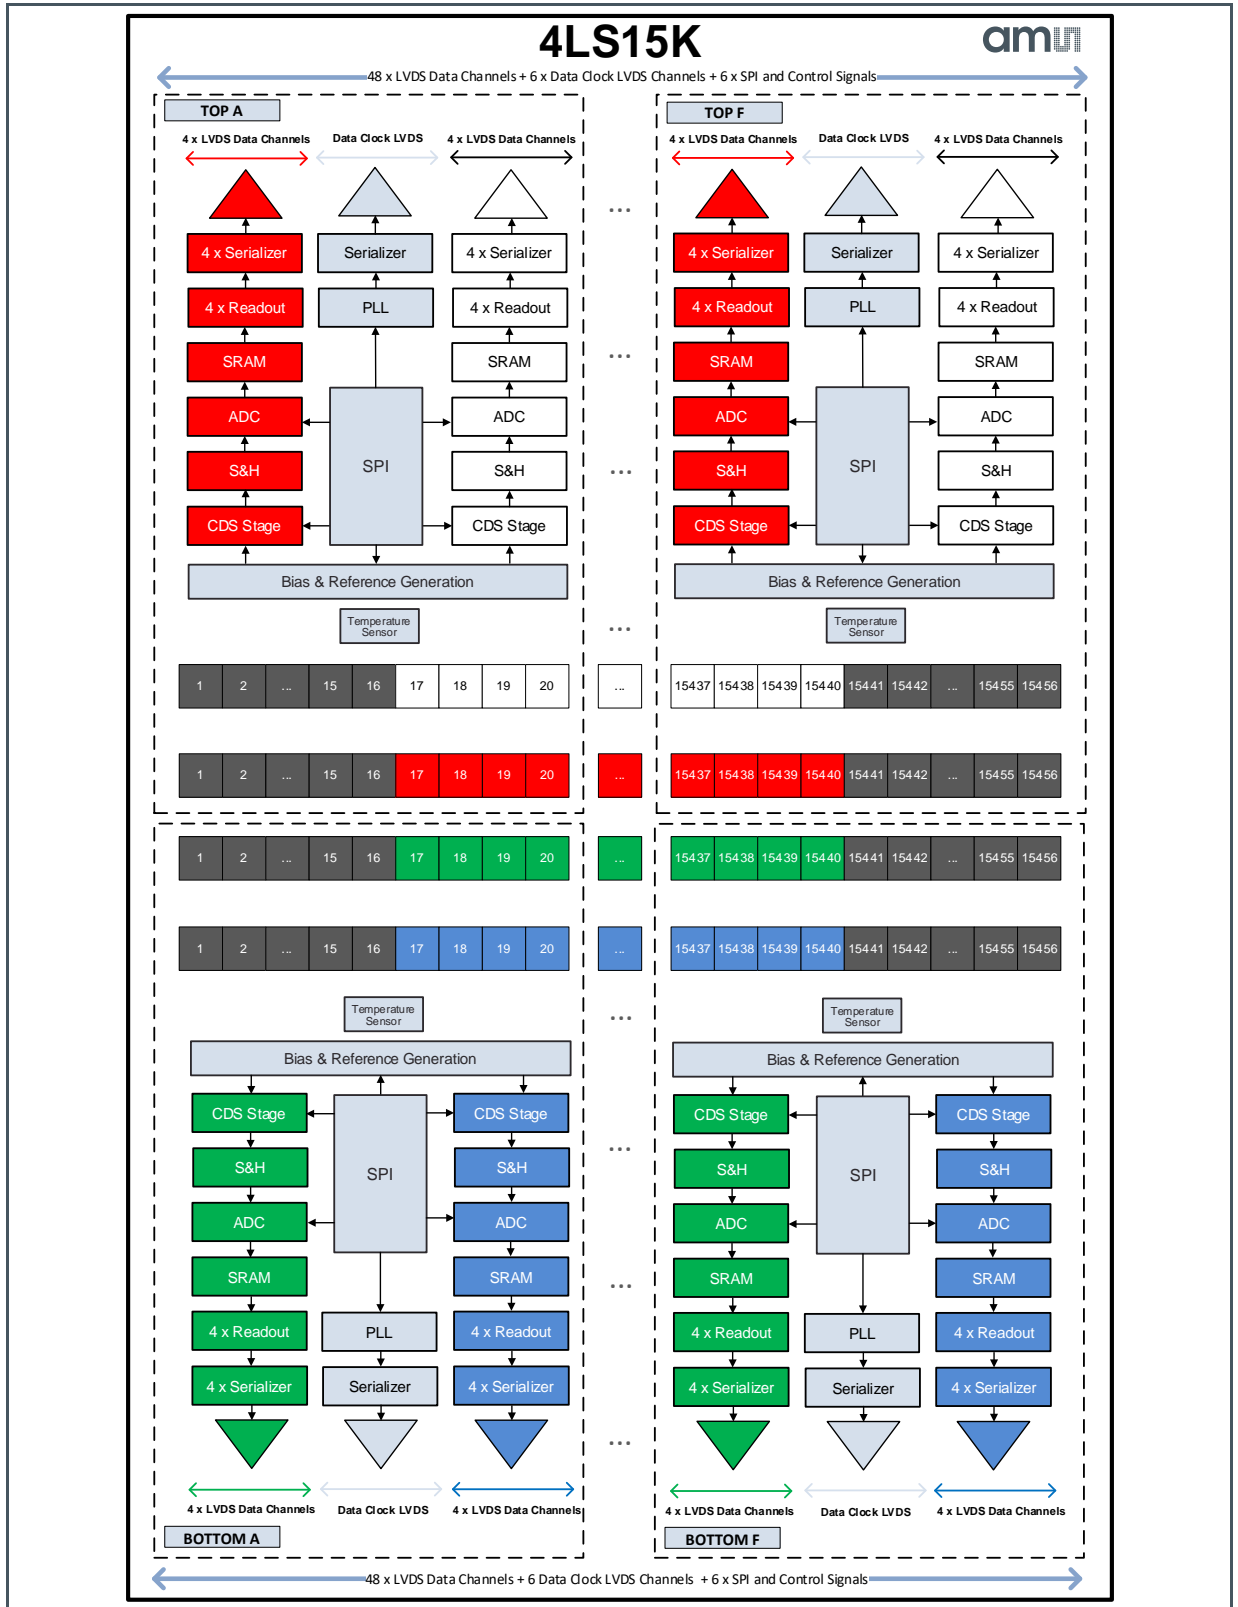 4LS15K
amu
48 x LVDS Data Channels + 6 x Data Clock LVDS Channels + 6 x SPI and Control Signals
TOP A
4 x LVDS Data Channels Data Clock LVDS 4 x LVDS Data Channels
4 x Serializer Serializer 4 x Serializer
4 x Readout PLL 4 x Readout
SRAM SRAM
ADC ADC
SPI
S&H S&H
CDS Stage CDS Stage
Bias & Reference Generation
Temperature
Sensor
TOP F
4 x LVDS Data Channels Data Clock LVDS 4 x LVDS Data Channels
4 x Serializer Serializer 4 x Serializer
4 x Readout PLL 4 x Readout
SRAM SRAM
ADC ADC
SPI
S&H S&H
CDS Stage CDS Stage
Bias & Reference Generation
Temperature
Sensor
...
...
...
...
1 2 ... 15 16 17 18 19 20 ... 15437 15438 15439 15440 15441 15442 ... 15455 15456
1 2 ... 15 16 17 18 19 20 ... 15437 15438 15439 15440 15441 15442 ... 15455 15456
1 2 ... 15 16 17 18 19 20 ... 15437 15438 15439 15440 15441 15442 ... 15455 15456
1 2 ... 15 16 17 18 19 20 ... 15437 15438 15439 15440 15441 15442 ... 15455 15456
Temperature
Sensor
Bias & Reference Generation
CDS Stage CDS Stage
S&H S&H
SPI
ADC ADC
SRAM SRAM
4 x Readout PLL 4 x Readout
4 x Serializer Serializer 4 x Serializer
4 x LVDS Data Channels Data Clock LVDS 4 x LVDS Data Channels
BOTTOM A
...
...
...
...
Temperature
Sensor
Bias & Reference Generation
CDS Stage CDS Stage
S&H S&H
SPI
ADC ADC
SRAM SRAM
4 x Readout PLL 4 x Readout
4 x Serializer Serializer 4 x Serializer
4 x LVDS Data Channels Data Clock LVDS 4 x LVDS Data Channels
BOTTOM F
48 x LVDS Data Channels + 6 Data Clock LVDS Channels + 6 x SPI and Control Signals